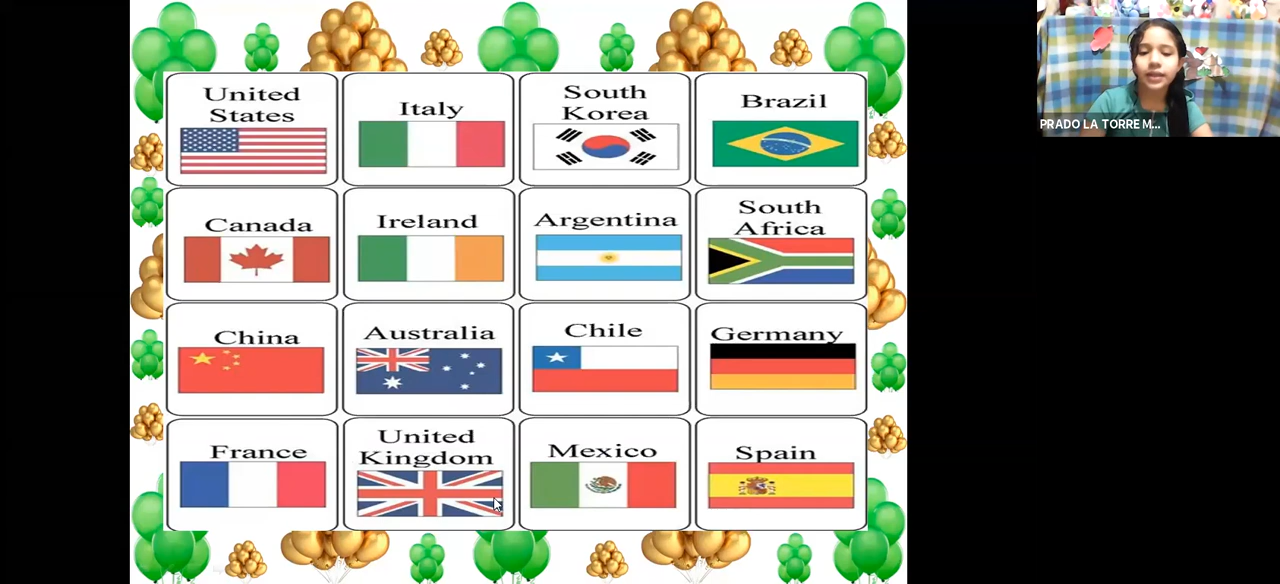 United
States
Italy
South
Korea
Brazil
Canada
Ireland
Argentina
South
Africa
China
Australia
Chile
Germany
France
United
Kingdom
Mexico
Spain
PRADO LA TORRE M...